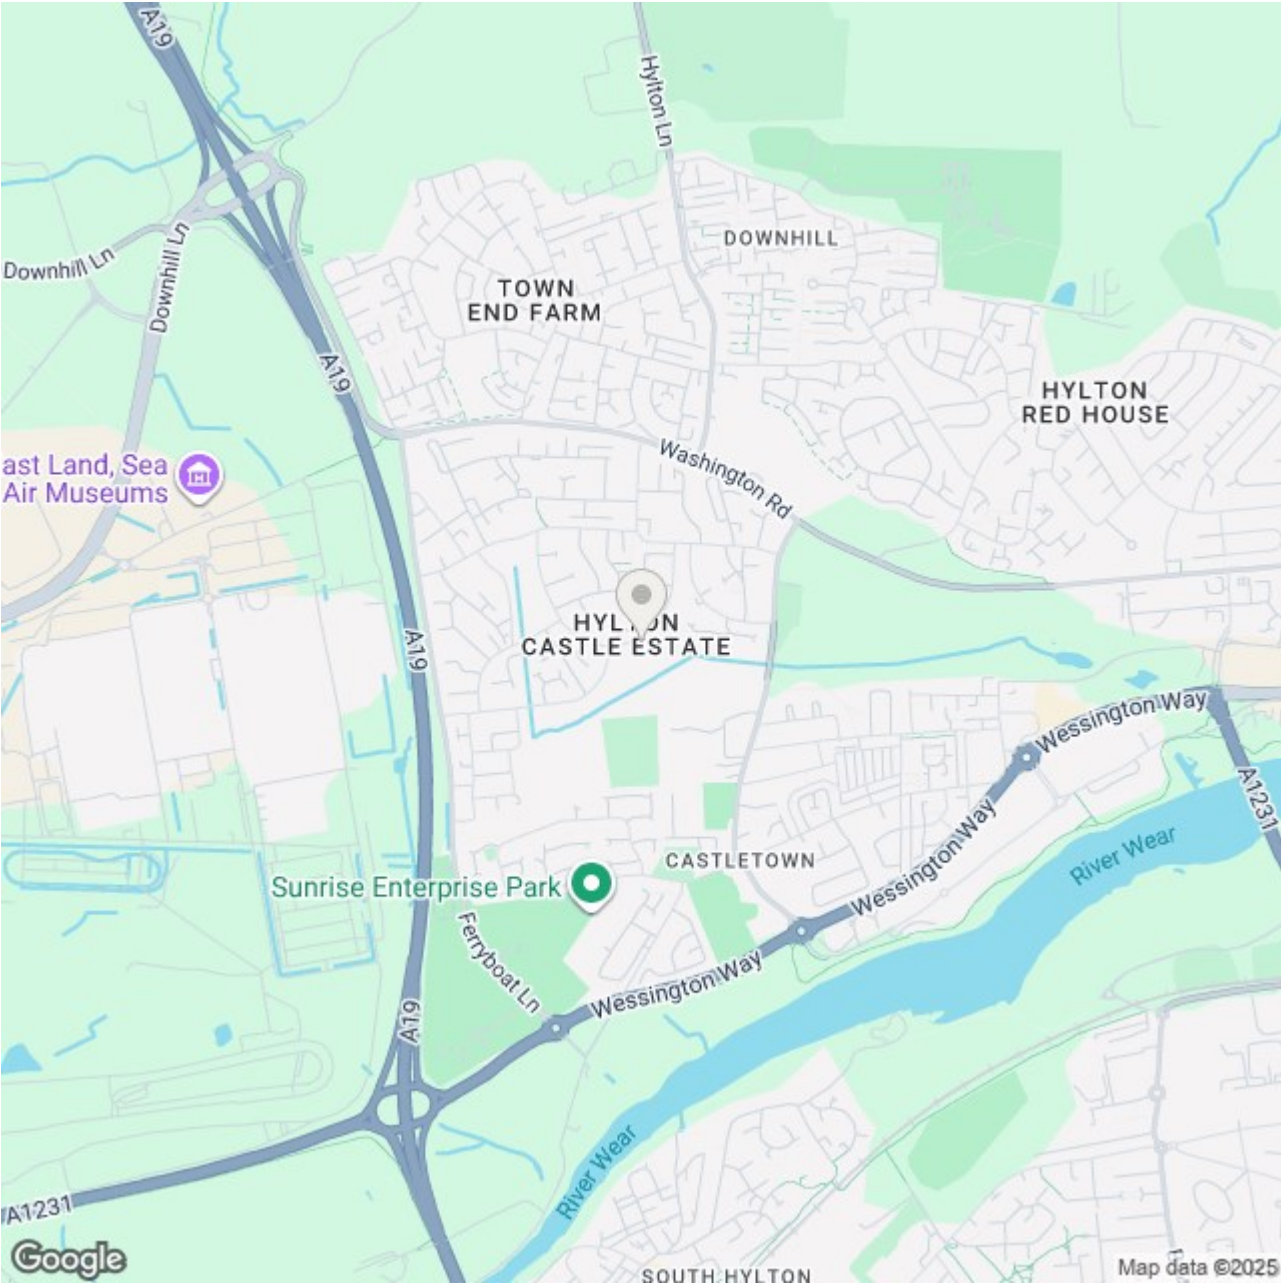 A19
Hylton Ln
DOWNHILL
Downhill Ln
Downhill Ln
TOWN
END FARM
A19
HYLTON
RED HOUSE
Washington Rd
ast Land, Sea
Air Museums
HYLTON
CASTLE ESTATE
A19
Wessington Way
A1231
Wessington Way
River Wear
CASTLETOWN
Sunrise Enterprise Park
Ferryboat Ln
Wessington Way
A19
River Wear
A1231
SOUTH HYLTON
Google
Map data ©2025